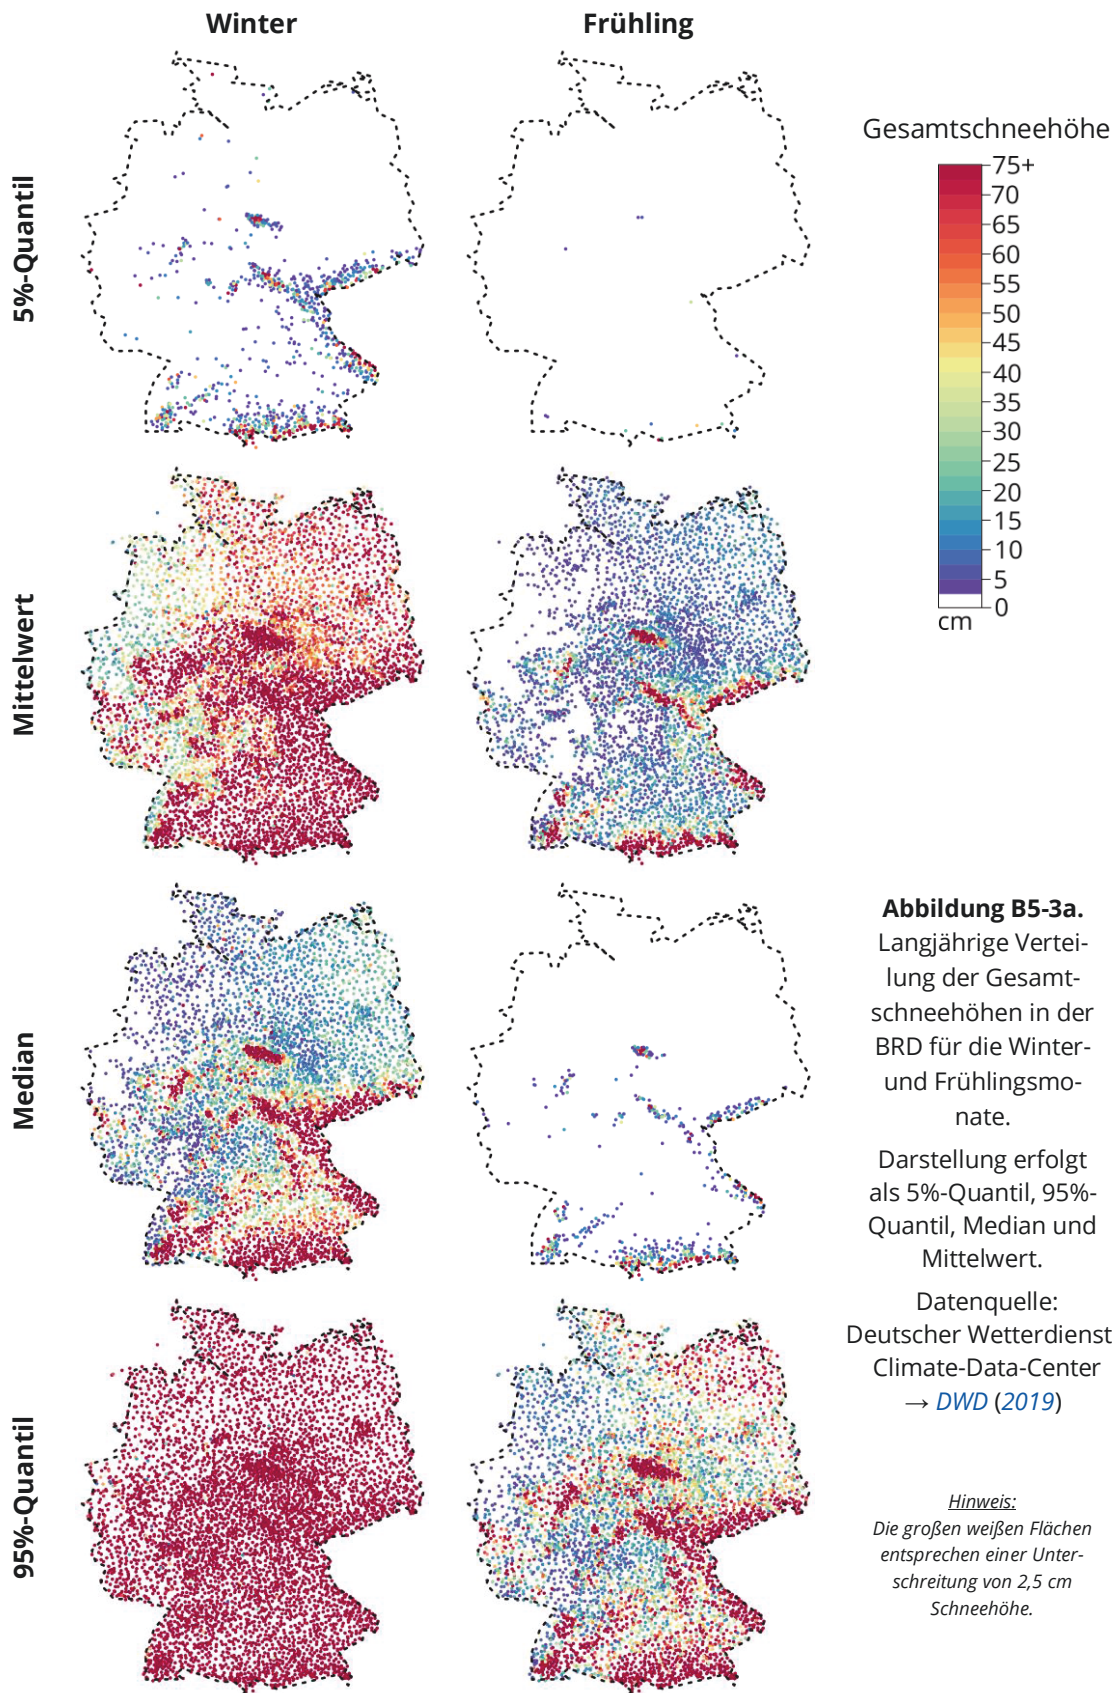 Winter
Frühling
5%-Quantil
Mittelwert
Median
95%-Quantil
Gesamtschneehöhe
75+
70
65
60
55
50
45
40
35
30
25
20
15
10
5
0
cm
Abbildung B5-3a.
Langjährige Vertei-
lung der Gesamt-
schneehöhen in der
BRD für die Winter-
und Frühlingsmo-
nate.
Darstellung erfolgt
als 5%-Quantil, 95%-
Quantil, Median und
Mittelwert.
Datenquelle:
Deutscher Wetterdienst
Climate-Data-Center
→ DWD (2019)
Hinweis:
Die großen weißen Flächen
entsprechen einer Unter-
schreitung von 2,5 cm
Schneehöhe.